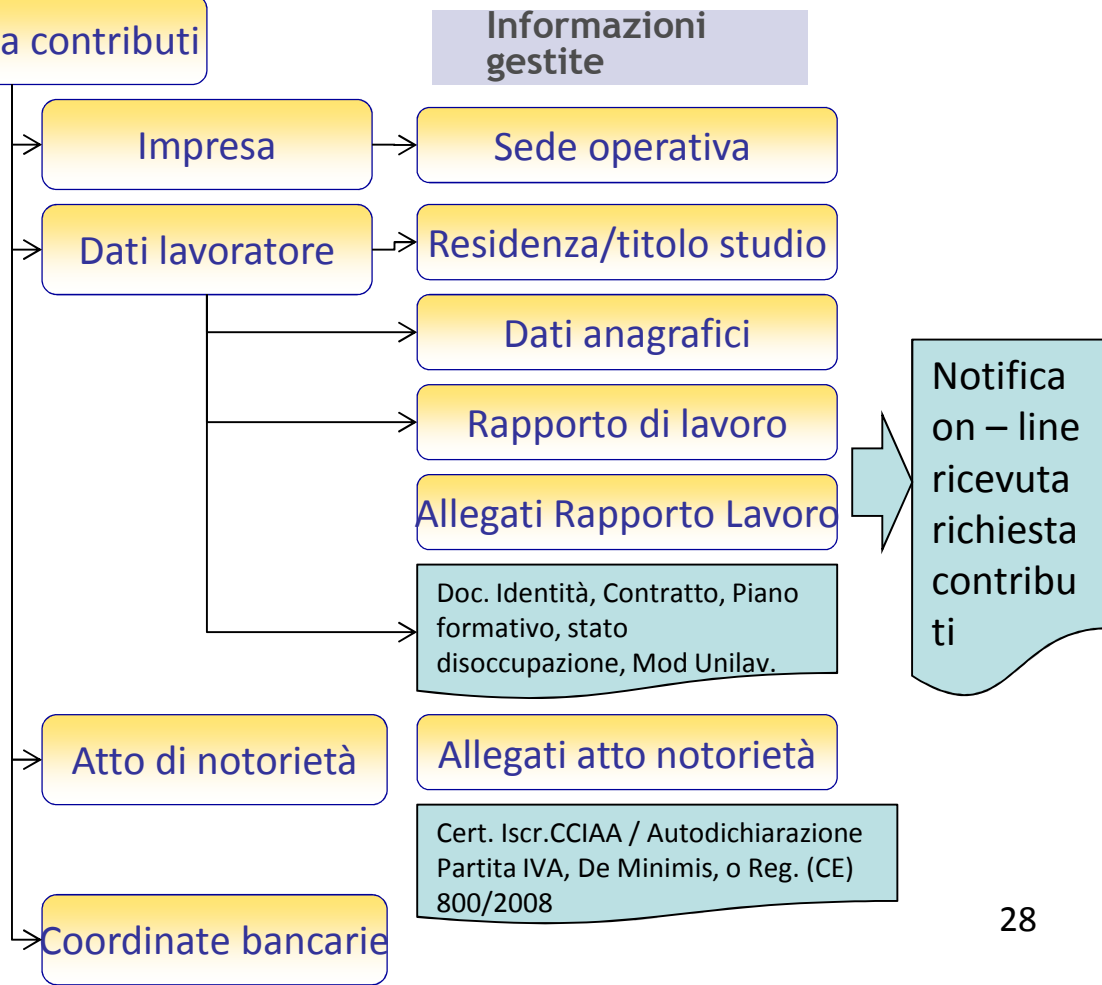 a contributi
Informazioni
gestite
Impresa
Sede operativa
Dati lavoratore
Residenza/titolo studio
Dati anagrafici
Rapporto di lavoro
Allegati Rapporto Lavoro
Doc. Identità, Contratto, Piano
formativo, stato
disoccupazione, Mod Unilav.
Notifica
on – line
ricevuta
richiesta
contribu
ti
Atto di notorietà
Allegati atto notorietà
Cert. Iscr.CCIAA / Autodichiarazione
Partita IVA, De Minimis, o Reg. (CE)
800/2008
Coordinate bancarie
28